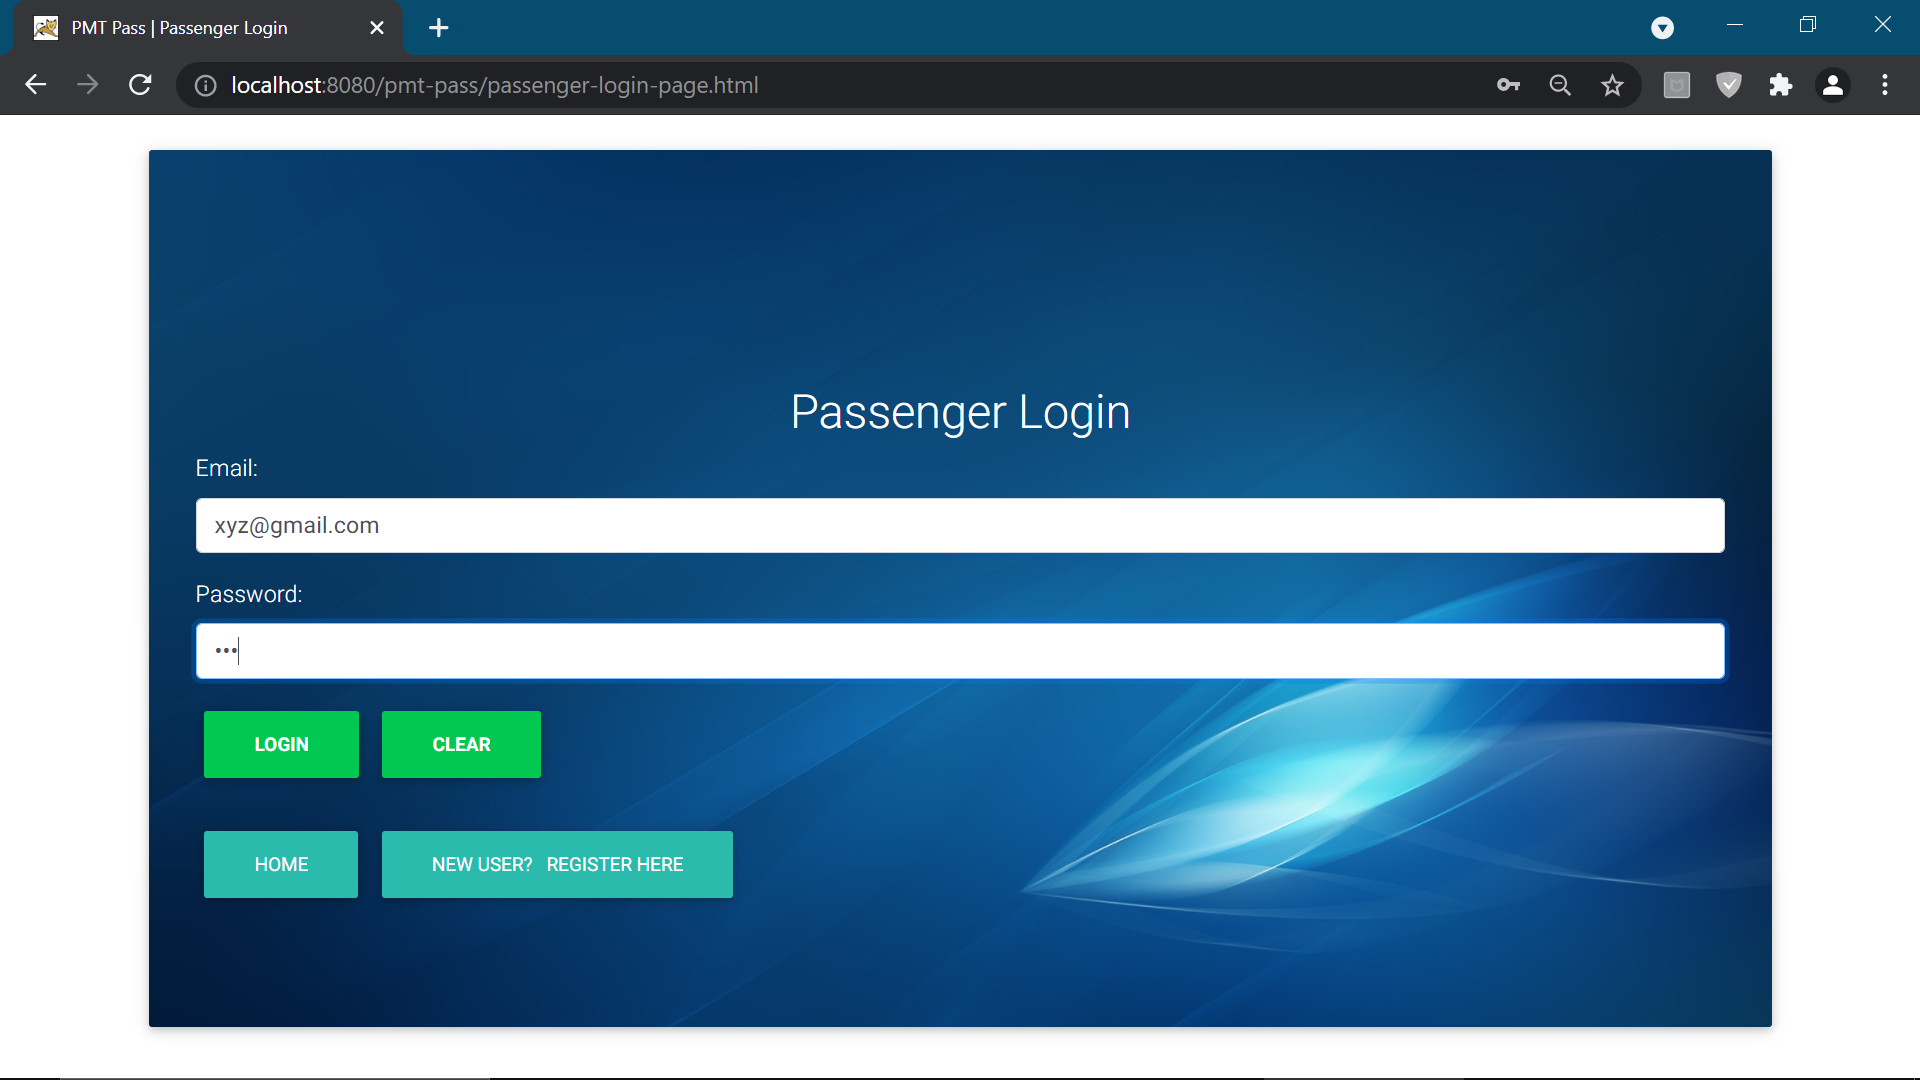 PMT Pass | Passenger Login
localhost:8080/pmt-pass/passenger-login-page.html
Passenger Login
Email:
xyz@gmail.com
Password:
•••
LOGIN CLEAR
HOME NEW USER? REGISTER HERE